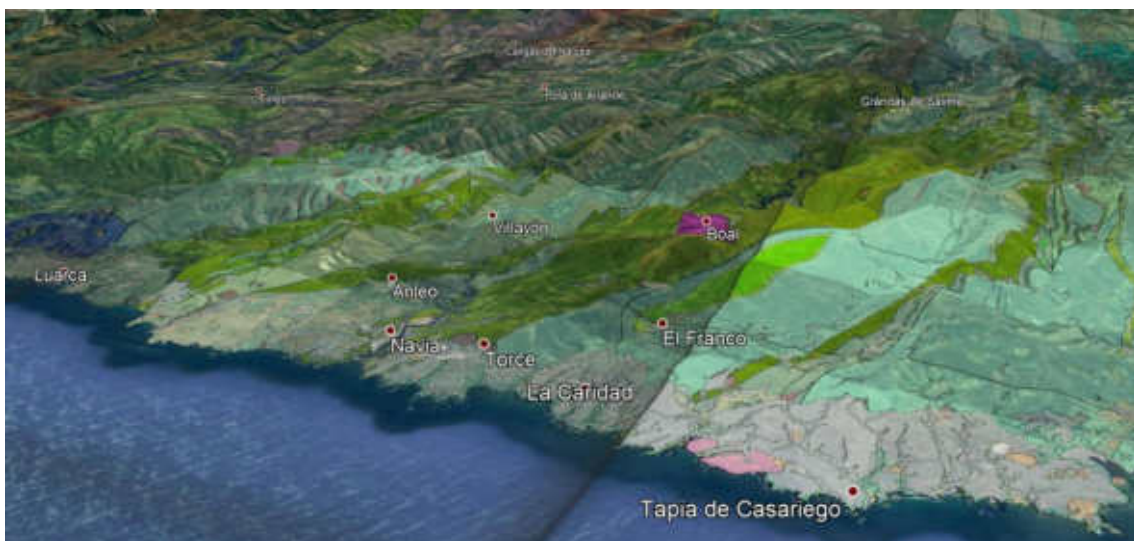 Villayón
Boal
Luarca
Anleo
Navia
El Franco
Torce
La Caridad
Tapia de Casariego